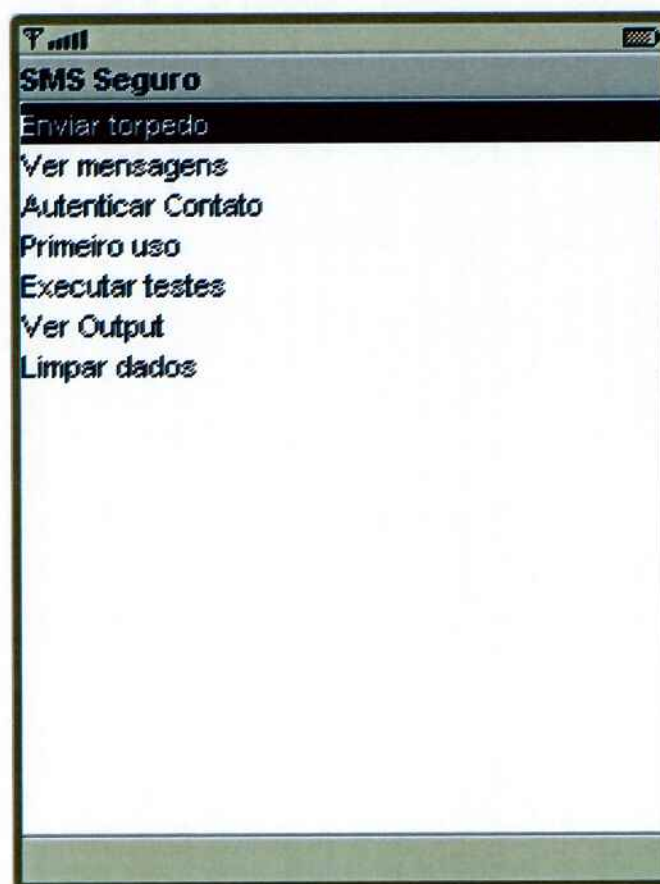 SMS Seguro
Enviar torpedo
Ver mensagens
Autenticar Contato
Primeiro uso
Executar testes
Ver Output
Limpar dados